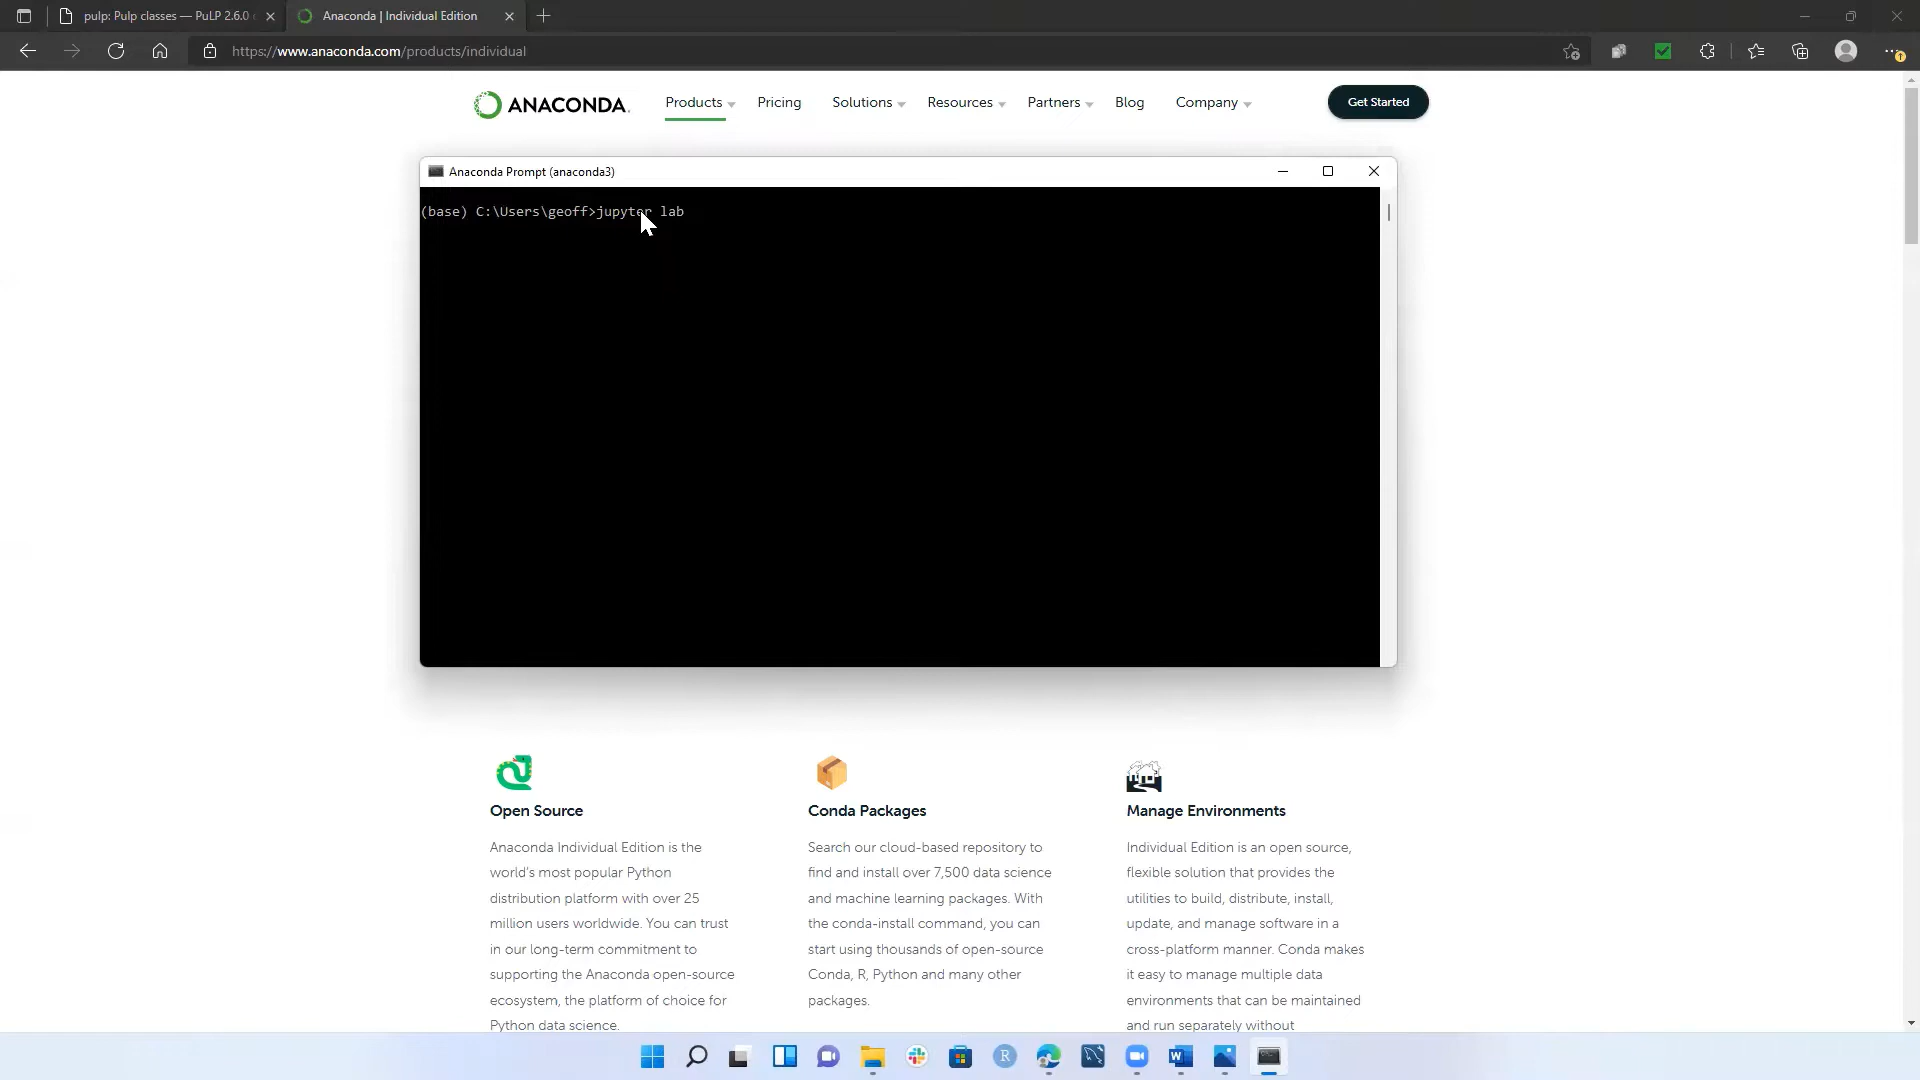 pulp: Pulp classes — PuLP 2.6.0
Anaconda | Individual Edition
https://www.anaconda.com/products/individual
ANACONDA.
Products
Pricing
Solutions
Resources
Partners
Blog
Company
Get Started
Anaconda Prompt (anaconda3)
(base) C:\Users\geoff>jupyter lab
Open Source
Anaconda Individual Edition is the
world's most popular Python
distribution platform with over 25
million users worldwide. You can trust
in our long-term commitment to
supporting the Anaconda open-source
ecosystem, the platform of choice for
Python data science.
Conda Packages
Search our cloud-based repository to
find and install over 7,500 data science
and machine learning packages. With
the conda-install command, you can
start using thousands of open-source
Conda, R, Python and many other
packages.
Manage Environments
Individual Edition is an open source,
flexible solution that provides the
utilities to build, distribute, install,
update, and manage software in a
cross-platform manner. Conda makes
it easy to manage multiple data
environments that can be maintained
and run separately without
R
W